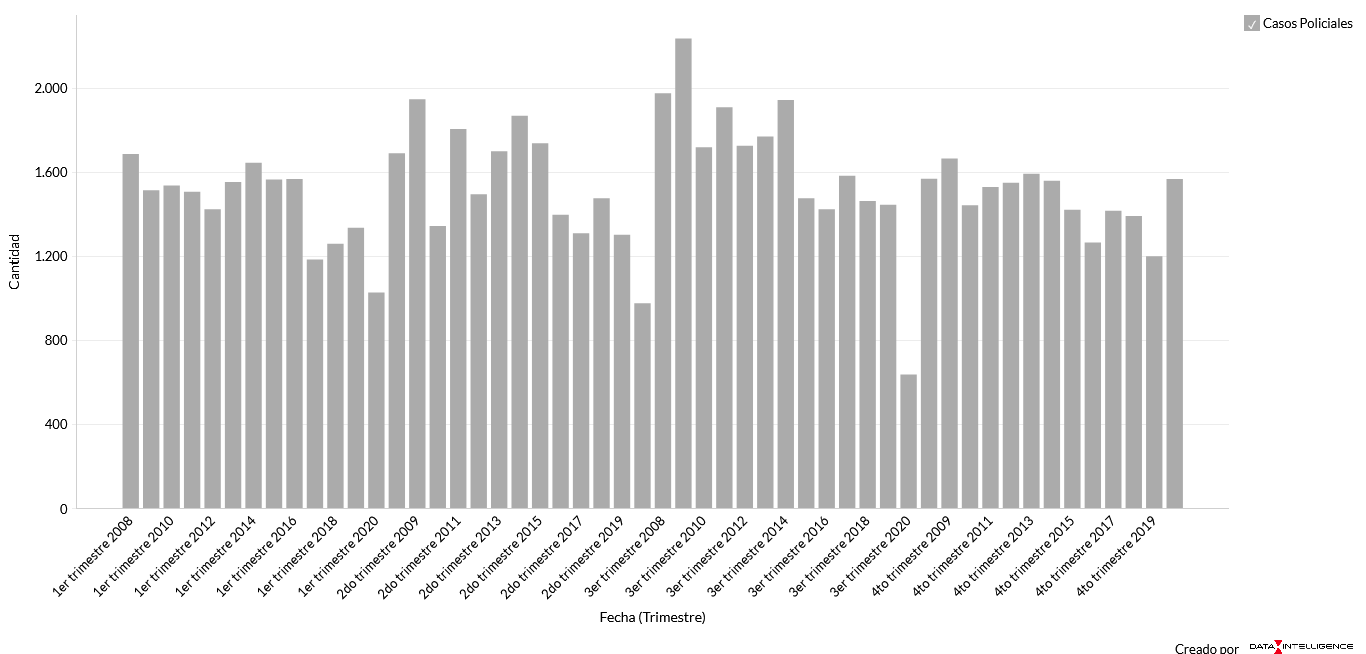 Casos Policiales
Cantidad
2.000
1.600
1.200
800
400
0
1er trimestre 2008
1er trimestre 2010
1er trimestre 2012
1er trimestre 2014
1er trimestre 2016
1er trimestre 2018
1er trimestre 2020
2do trimestre 2009
2do trimestre 2011
2do trimestre 2013
2do trimestre 2015
2do trimestre 2017
2do trimestre 2019
3er trimestre 2008
3er trimestre 2010
3er trimestre 2012
3er trimestre 2014
3er trimestre 2016
3er trimestre 2018
3er trimestre 2020
4to trimestre 2009
4to trimestre 2011
4to trimestre 2013
4to trimestre 2015
4to trimestre 2017
4to trimestre 2019
Fecha (Trimestre)
Creado por DATA INTELLIGENCE